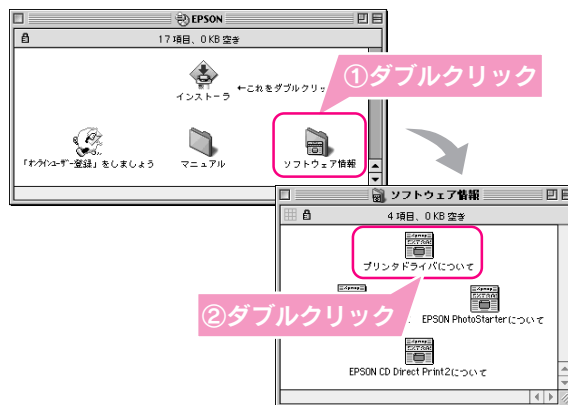 EPSON
17 項目、0 KB 空き
インストーラ
←これをダブルクリッ
①ダブルクリック
「オンラインユーザー登録」をしましょう
マニュアル
ソフトウェア情報
ソフトウェア情報
4 項目、0 KB 空き
プリンタドライバについて
②ダブルクリック
EPSON PhotoStarterについて
EPSON CD Direct Print2について